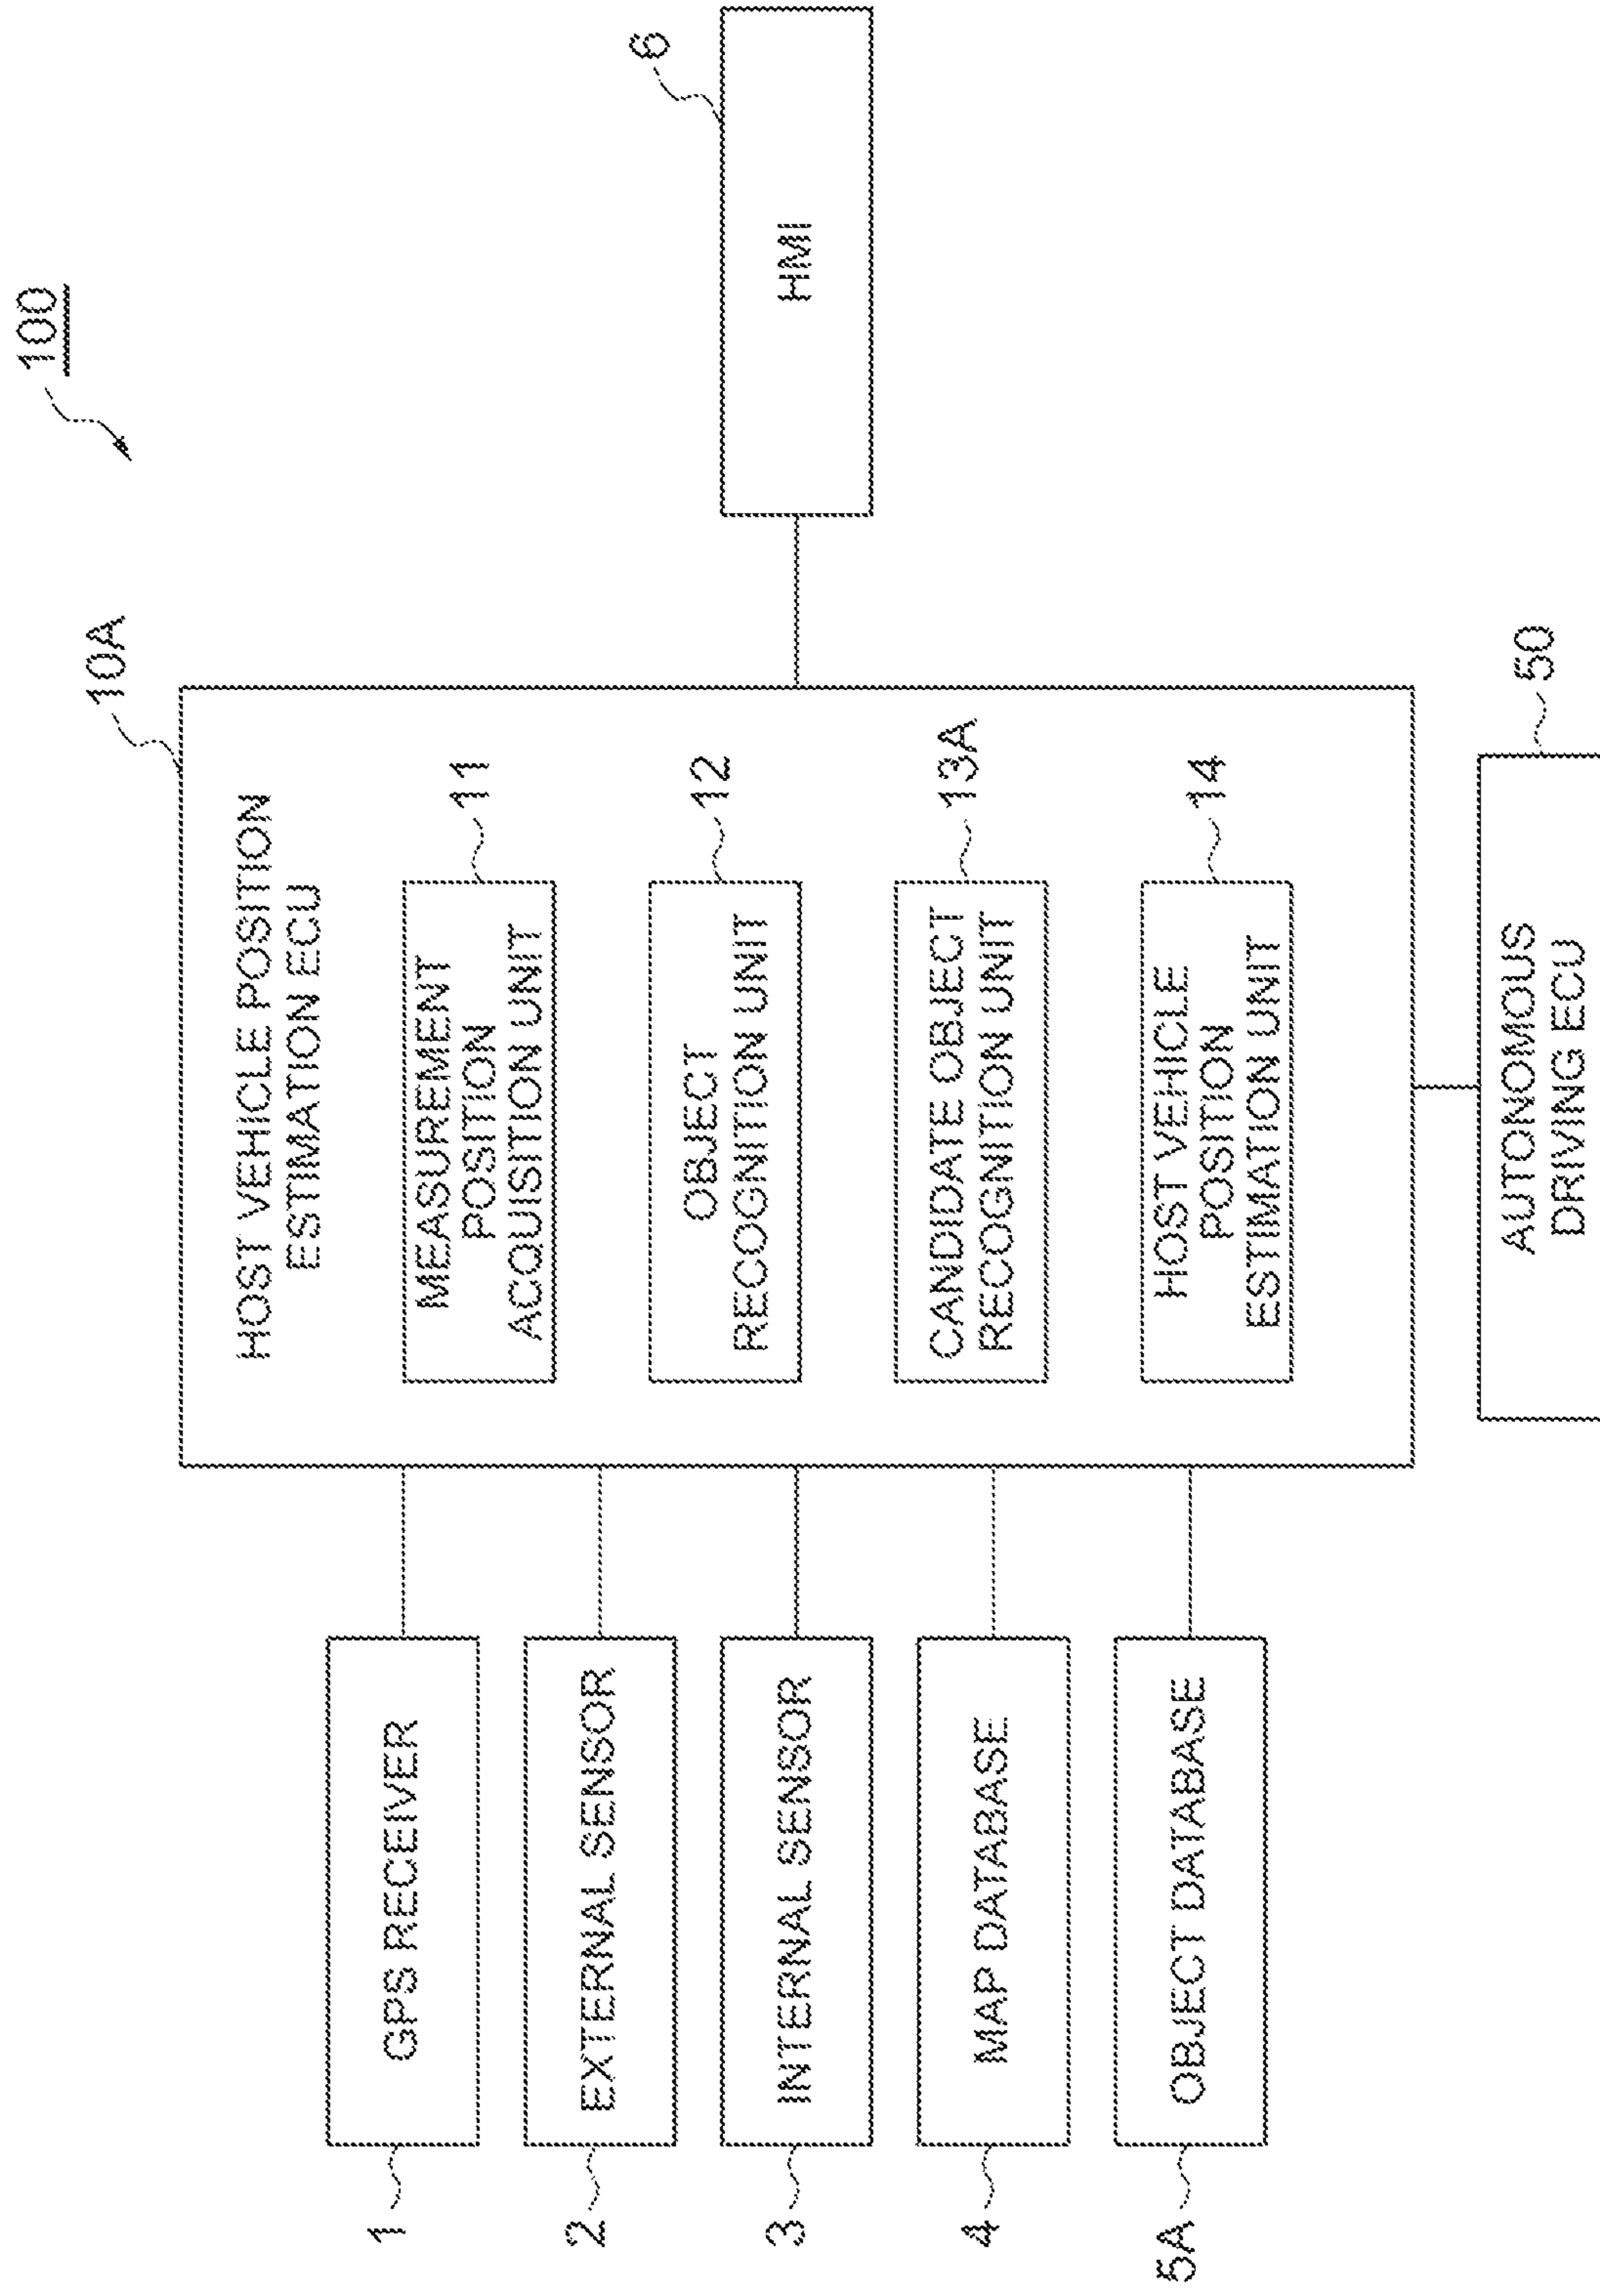 100
10A
HOST VEHICLE POSITION
ESTIMATION ECU
1
GPS RECEIVER
2
EXTERNAL SENSOR
3
INTERNAL SENSOR
4
MAP DATABASE
5A
OBJECT DATABASE
MEASUREMENT
POSITION
ACQUISITION UNIT
11
OBJECT
RECOGNITION UNIT
12
CANDIDATE OBJECT
RECOGNITION UNIT
13A
HOST VEHICLE
POSITION
ESTIMATION UNIT
14
6
HMI
AUTONOMOUS
DRIVING ECU
50